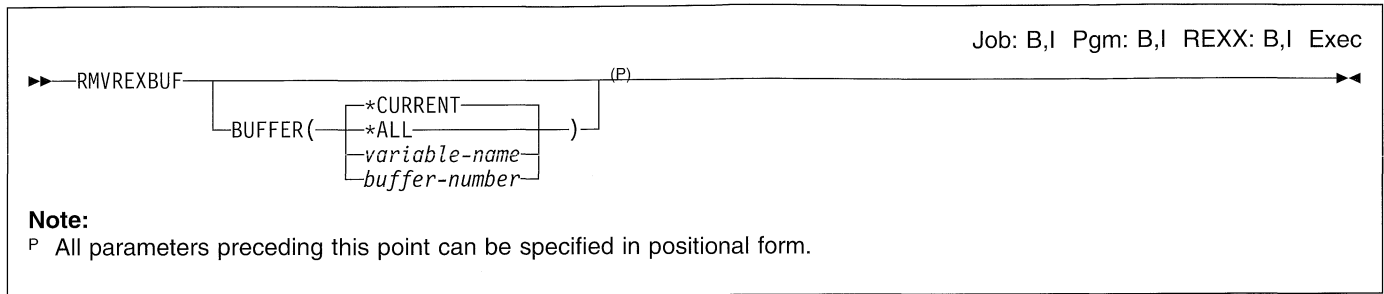 Job: B,I Pgm: B,I REXX: B,I Exec
RMVREXBUF (P)
*CURRENT
BUFFER( *ALL )
variable-name
buffer-number
Note:
P All parameters preceding this point can be specified in positional form.